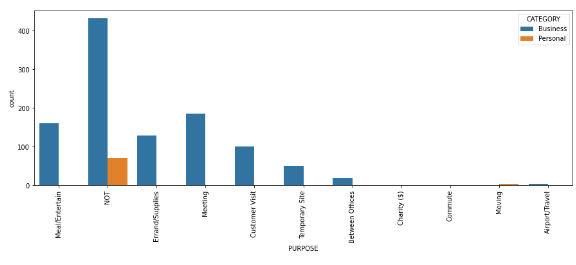 CATEGORY
Business
Personal
400
300
200
100
0
count
Meal/Entertain
NOT
Errand/Supplies
Meeting
Customer Visit
Temporary Site
Between Offices
Charity ($)
Commute
Moving
Airport/Travel
PURPOSE